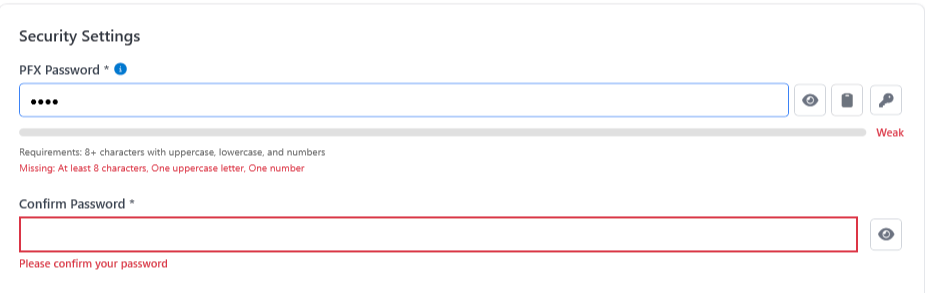 Security Settings
PFX Password *
••••
Weak
Requirements: 8+ characters with uppercase, lowercase, and numbers
Missing: At least 8 characters, One uppercase letter, One number
Confirm Password *
Please confirm your password